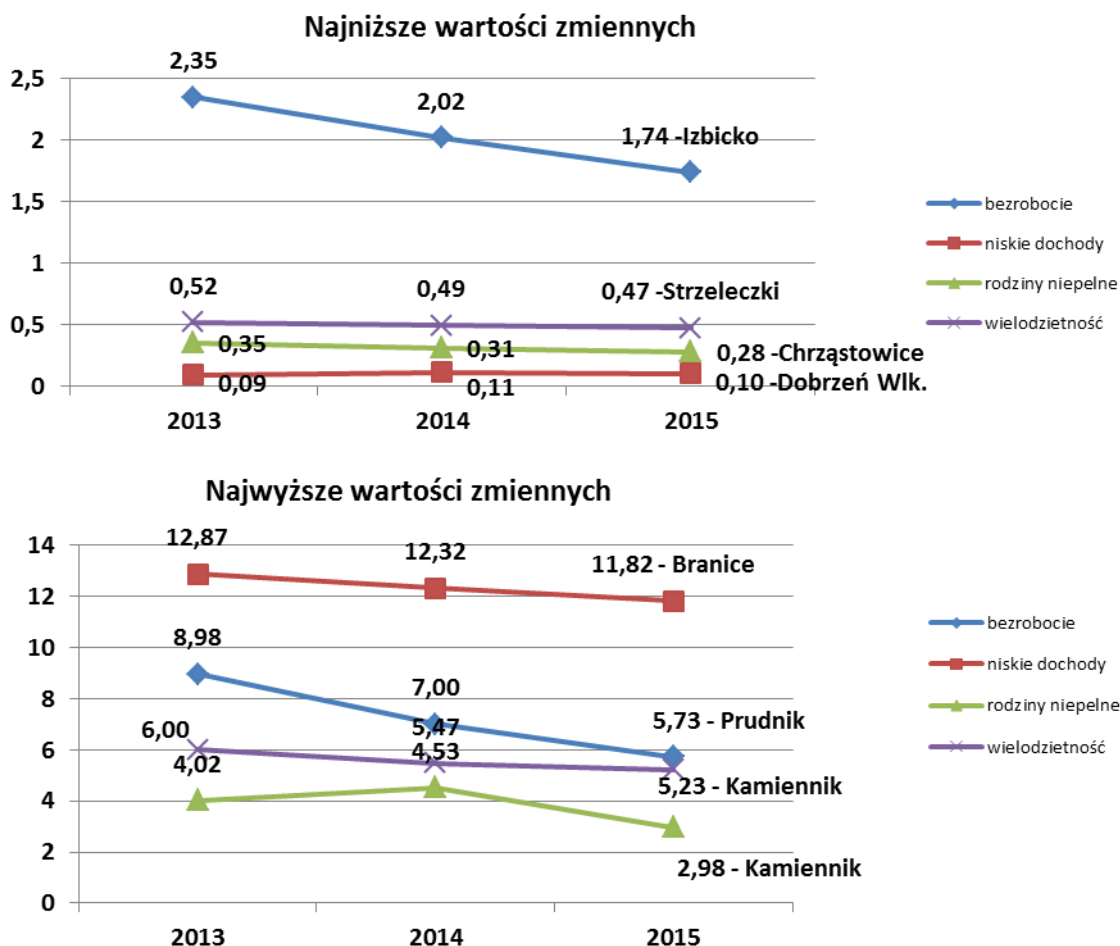 Najniższe wartości zmiennych
2,35
2,5
2,02
2
1,74 -Izbicko
1,5
1
0,52
0,49
0,47 -Strzeleczki
0,5
0,35
0,31
0,28 -Chrząstowice
0
0,09
0,11
0,10 -Dobrzeń Wlk.
2013
2014
2015
bezrobocie
niskie dochody
rodziny niepełne
wielodzietność
Najwyższe wartości zmiennych
14
12,87
12,32
11,82 - Branice
12
10
8,98
8
7,00
6,00
5,47
5,73 - Prudnik
6
4,02
4,53
5,23 - Kamiennik
4
2
2,98 - Kamiennik
0
2013
2014
2015
bezrobocie
niskie dochody
rodziny niepełne
wielodzietność